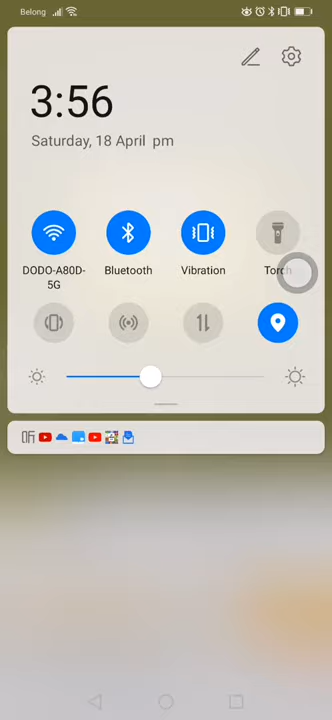 Belong
3:56
Saturday, 18 April pm
DODO-A80D-
5G
Bluetooth
Vibration
Torch